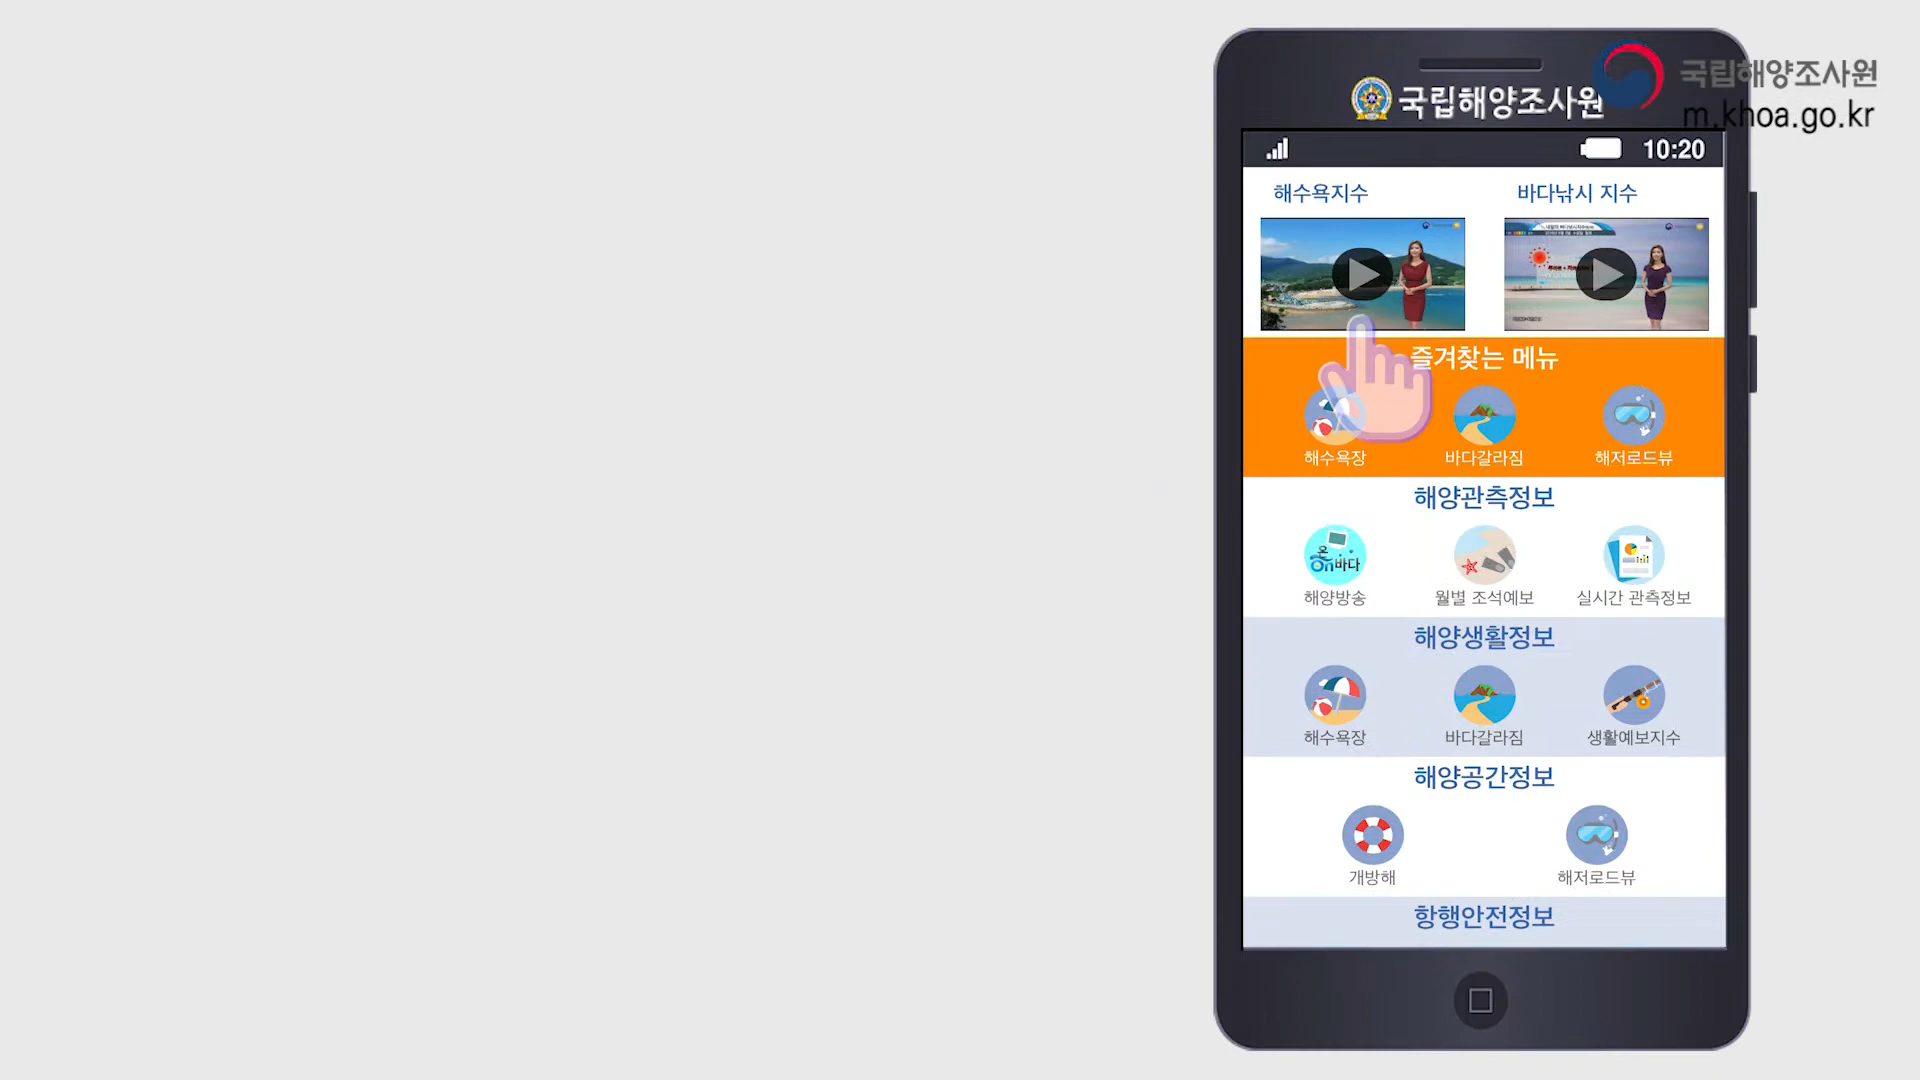 국립해양조사원
m.khoa.go.kr
국립해양조사원
10:20
해수욕지수
바다낚시 지수
즐겨찾는 메뉴
해수욕장
바다갈라짐
해저로드뷰
해양관측정보
온
On바다
해양방송
월별 조석예보
실시간 관측정보
해양생활정보
해수욕장
바다갈라짐
생활예보지수
해양공간정보
개방해
해저로드뷰
항행안전정보